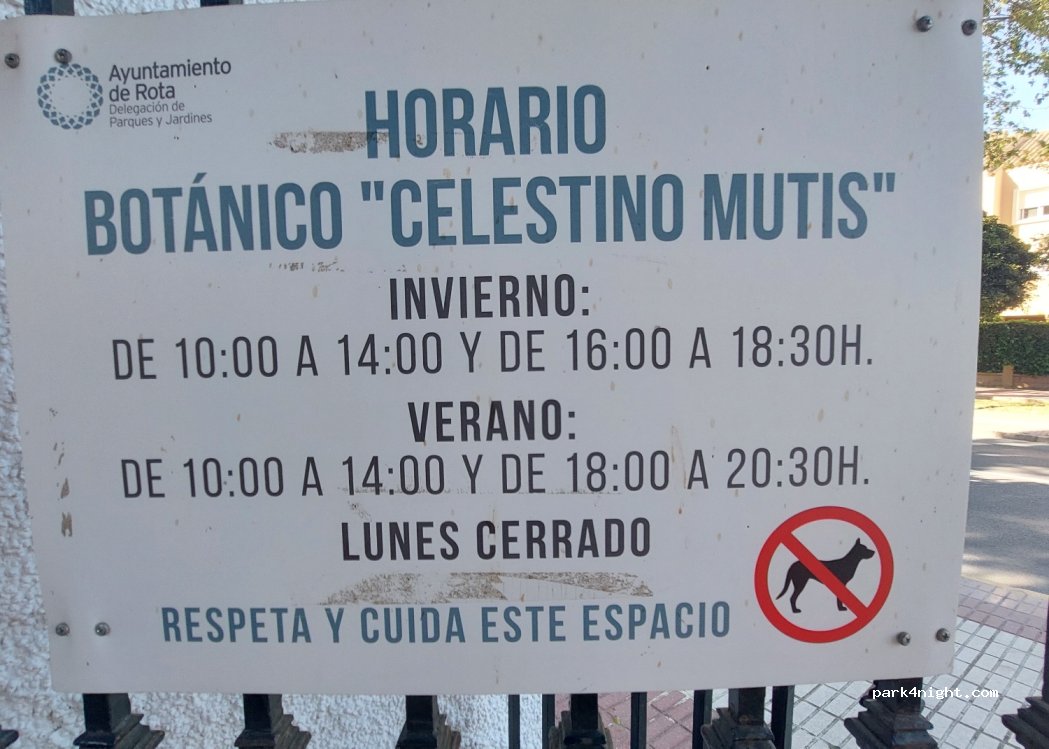 Ayuntamiento
de Rota
Delegación de
Parques y Jardines
HORARIO
BOTÁNICO "CELESTINO MUTIS"
INVIERNO:
DE 10:00 A 14:00 Y DE 16:00 A 18:30H.
VERANO:
DE 10:00 A 14:00 Y DE 18:00 A 20:30H.
LUNES CERRADO
RESPETA Y CUIDA ESTE ESPACIO
park4night.com